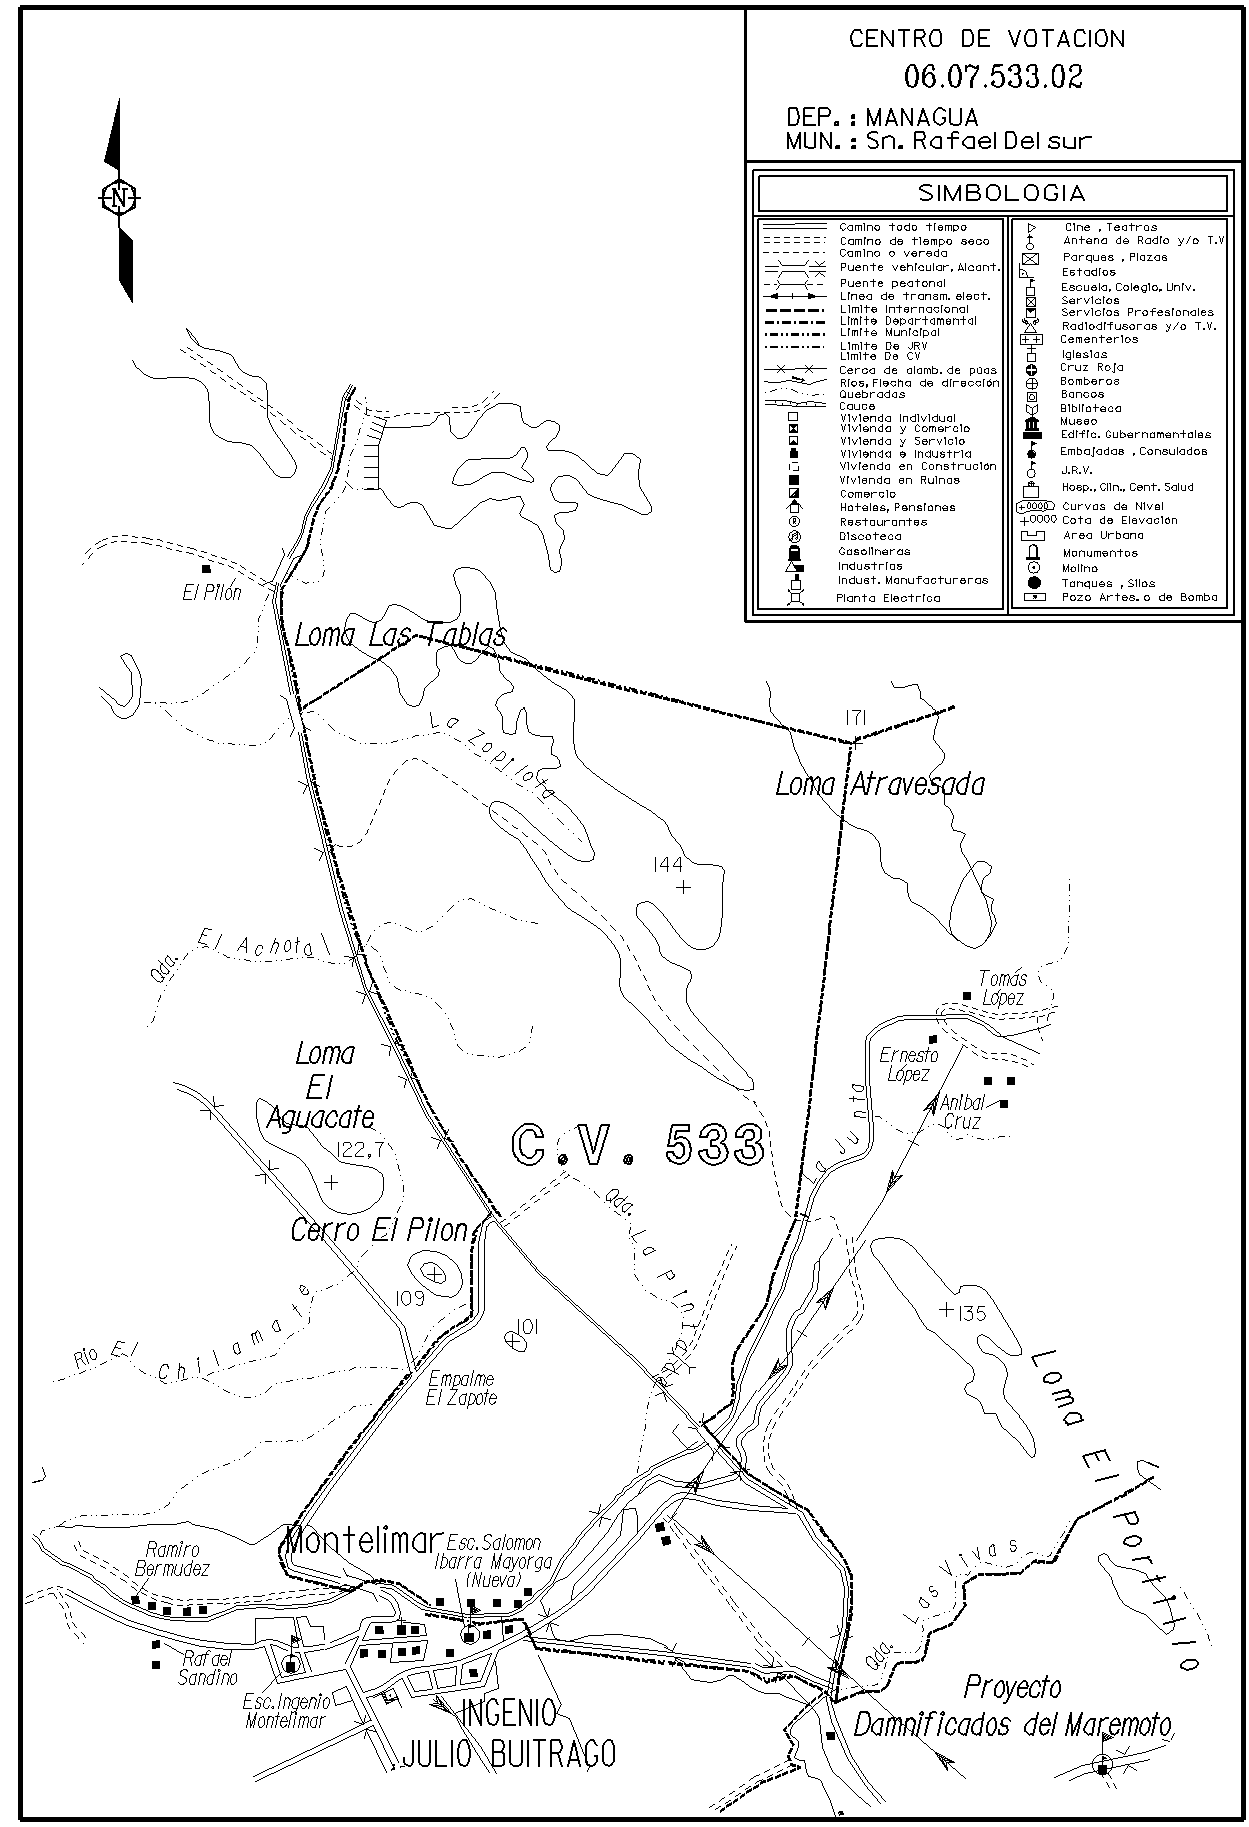 CENTRO DE VOTACION
06.07.533.02
DEP. : MANAGUA
MUN. : Sn. Rafael Del sur
SIMBOLOGIA
Camino todo tiempo
Camino de tiempo seco
Camino o vereda
Puente vehicular, Alcant.
Puente peatonal
Linea de transm. elect.
Limite Internacional
Limite Departamental
Limite Municipal
Limite De JRV
Limite De CV
Cerca de alamb. de púas
Rios, Flecha de dirección
Quebradas
Cauce
Vivienda Individual
Vivienda y Comercio
Vivienda y Servicio
Vivienda e Industria
Vivienda en Construción
Vivienda en Ruinas
Comercio
Hoteles, Pensiones
Restaurantes
Discoteca
Gasolineras
Industrias
Indust. Manufactureras
Planta Electrica
Cine , Teatros
Antena de Radio y/o T.V
Parques , Plazas
Estadios
Escuela, Colegio, Univ.
Servicios
Servicios Profesionales
Radiodifusoras y/o T.V.
Cementerios
Iglesias
Cruz Roja
Bomberos
Bancos
Biblioteca
Museo
Edific. Gubernamentales
Embajadas , Consulados
J.R.V.
Hosp., Clin., Cent. Salud
Curvas de Nivel
+0000 Cota de Elevación
Area Urbana
Monumentos
Molino
Tanques , Silos
Pozo Artes. o de Bomba
N
El Pilón
Loma Las Tablas
La Zopilota
171
Loma Atravesada
144
Qda. El Achota
Tomás
López
Ernesto
López
Anibal
Cruz
Loma
El
Aguacate
122,7
C.V. 533
a Junta
Cerro El Pilon
109
101
Qda. La Pinta
135
Río El Chilamate
Empalme
El Zapote
Loma El Portillo
Montelimar
Esc. Salomon
Ibarra Mayorga
(Nueva)
Ramiro
Bermudez
Qda. Las Vivas
Rafael
Sandino
Esc. Ingenio
Montelimar
INGENIO
JULIO BUITRAGO
Proyecto
Damnificados del Maremoto